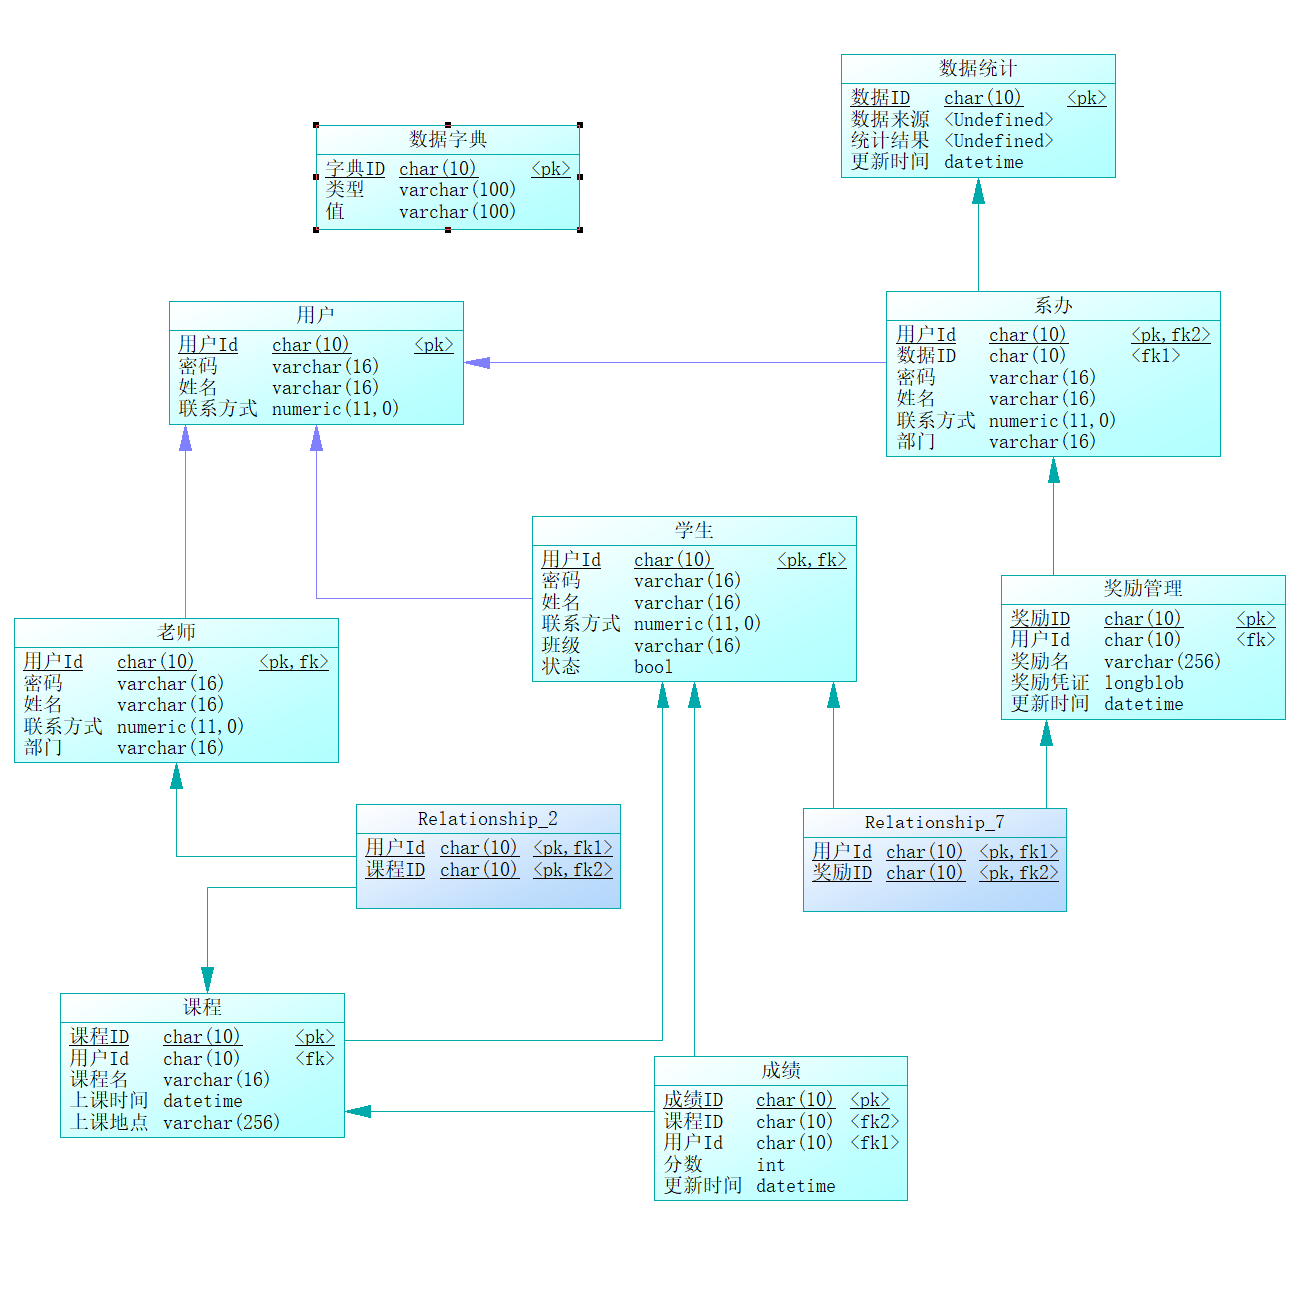 数据统计
数据ID char(10) <pk>
数据来源 <Undefined>
统计结果 <Undefined>
更新时间 datetime
数据字典
字典ID char(10) <pk>
类型 varchar(100)
值 varchar(100)
用户
用户Id char(10) <pk>
密码 varchar(16)
姓名 varchar(16)
联系方式 numeric(11,0)
系办
用户Id char(10) <pk,fk2>
数据ID char(10) <fk1>
密码 varchar(16)
姓名 varchar(16)
联系方式 numeric(11,0)
部门 varchar(16)
学生
用户Id char(10) <pk,fk>
密码 varchar(16)
姓名 varchar(16)
联系方式 numeric(11,0)
班级 varchar(16)
状态 bool
奖励管理
奖励ID char(10) <pk>
用户Id char(10) <fk>
奖励名 varchar(256)
奖励凭证 longblob
更新时间 datetime
老师
用户Id char(10) <pk,fk>
密码 varchar(16)
姓名 varchar(16)
联系方式 numeric(11,0)
部门 varchar(16)
Relationship_2
用户Id char(10) <pk,fk1>
课程ID char(10) <pk,fk2>
Relationship_7
用户Id char(10) <pk,fk1>
奖励ID char(10) <pk,fk2>
课程
课程ID char(10) <pk>
用户Id char(10) <fk>
课程名 varchar(16)
上课时间 datetime
上课地点 varchar(256)
成绩
成绩ID char(10) <pk>
课程ID char(10) <fk2>
用户Id char(10) <fk1>
分数 int
更新时间 datetime